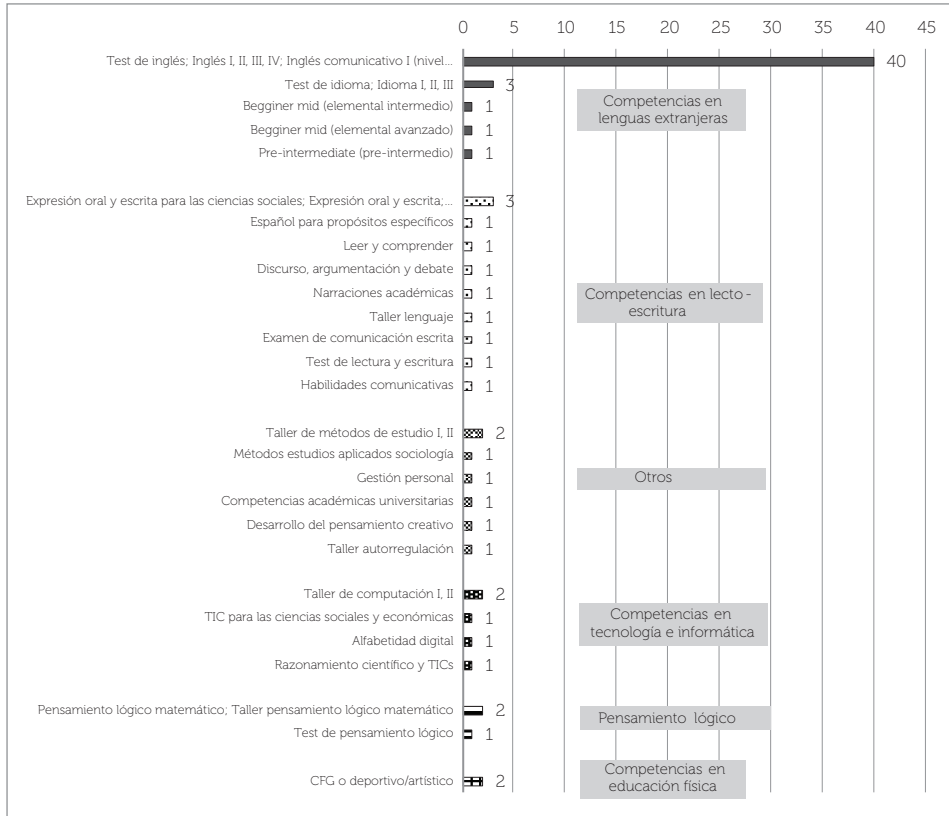 0 5 10 15 20 25 30 35 40 45
Test de inglés; Inglés I, II, III, IV; Inglés comunicativo I (nivel... 40
Test de idioma; Idioma I, II, III 3
Begginer mid (elemental intermedio) 1
Begginer mid (elemental avanzado) 1
Pre-intermediate (pre-intermedio) 1
Competencias en
lenguas extranjeras
Expresión oral y escrita para las ciencias sociales; Expresión oral y escrita;... 3
Español para propósitos específicos 1
Leer y comprender 1
Discurso, argumentación y debate 1
Narraciones académicas 1
Taller lenguaje 1
Examen de comunicación escrita 1
Test de lectura y escritura 1
Habilidades comunicativas 1
Competencias en lecto-
escritura
Taller de métodos de estudio I, II 2
Métodos estudios aplicados sociología 1
Gestión personal 1
Competencias académicas universitarias 1
Desarrollo del pensamiento creativo 1
Taller autorregulación 1
Otros
Taller de computación I, II 2
TIC para las ciencias sociales y económicas 1
Alfabetidad digital 1
Razonamiento científico y TICs 1
Competencias en
tecnología e informática
Pensamiento lógico matemático; Taller pensamiento lógico matemático 2
Test de pensamiento lógico 1
Pensamiento lógico
CFG o deportivo/artístico 2
Competencias en
educación física